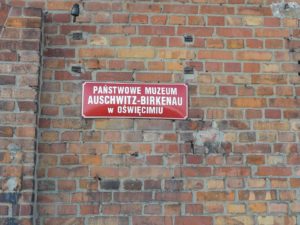 PAŃSTWOWE MUZEUM
AUSCHWITZ-BIRKENAU
w OŚWIĘCIMIU